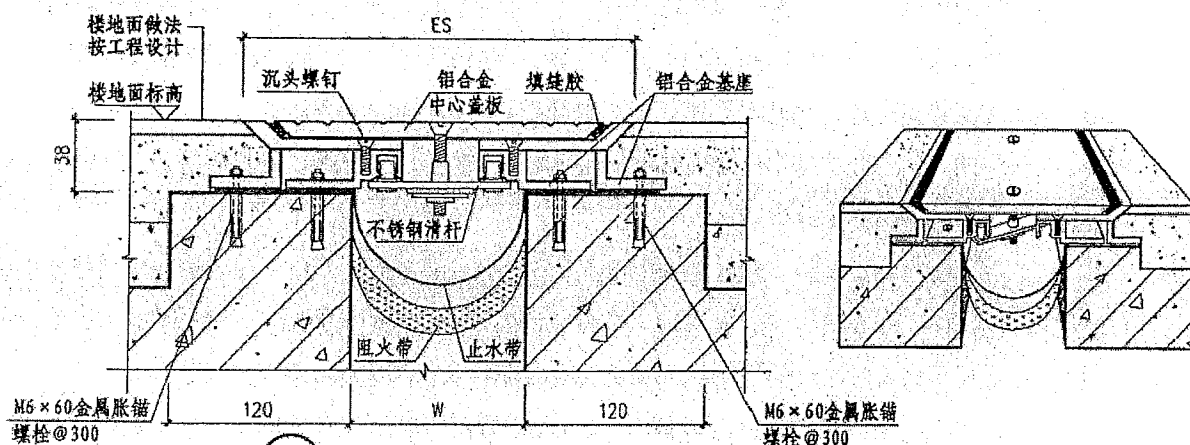 楼地面做法
按工程设计
ES
沉头螺钉
铝合金
中心盖板
填缝胶
铝合金基座
楼地面标高
38
不锈钢滑杆
阻火带
止水带
M6×60金属胀锚
螺栓@300
120
W
120
M6×60金属胀锚
螺栓@300